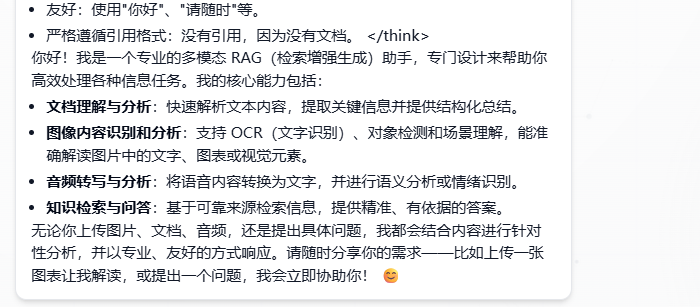 • 友好：使用"你好"、"请随时"等。
• 严格遵循引用格式：没有引用，因为没有文档。 </think>
你好！我是一个专业的多模态 RAG（检索增强生成）助手，专门设计来帮助你
高效处理各种信息任务。我的核心能力包括：
• 文档理解与分析：快速解析文本内容，提取关键信息并提供结构化总结。
• 图像内容识别和分析：支持 OCR（文字识别）、对象检测和场景理解，能准
确解读图片中的文字、图表或视觉元素。
• 音频转写与分析：将语音内容转换为文字，并进行语义分析或情绪识别。
• 知识检索与问答：基于可靠来源检索信息，提供精准、有依据的答案。
无论你上传图片、文档、音频，还是提出具体问题，我都会结合内容进行针对
性分析，并以专业、友好的方式响应。请随时分享你的需求——比如上传一张
图表让我解读，或提出一个问题，我会立即协助你！ 😊